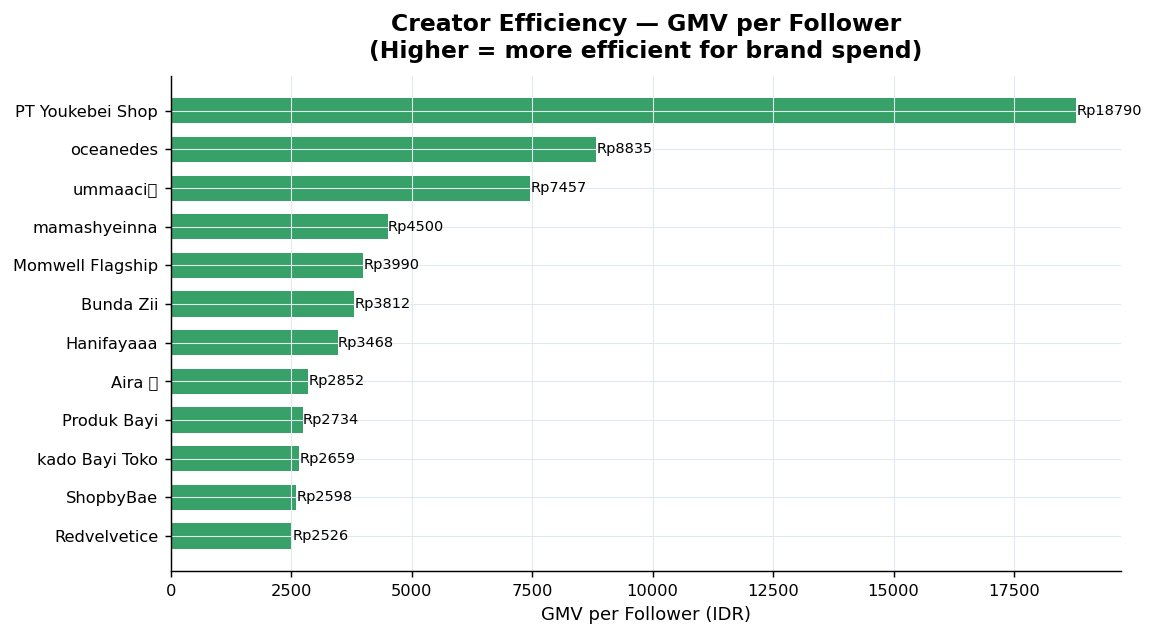 Creator Efficiency — GMV per Follower
(Higher = more efficient for brand spend)
PT Youkebei Shop
Rp18790
oceanedes
Rp8835
ummaaci
Rp7457
mamashyeinna
Rp4500
Momwell Flagship
Rp3990
Bunda Zii
Rp3812
Hanifayaaa
Rp3468
Aira
Rp2852
Produk Bayi
Rp2734
kado Bayi Toko
Rp2659
ShopbyBae
Rp2598
Redvelvetice
Rp2526
0 2500 5000 7500 10000 12500 15000 17500
GMV per Follower (IDR)